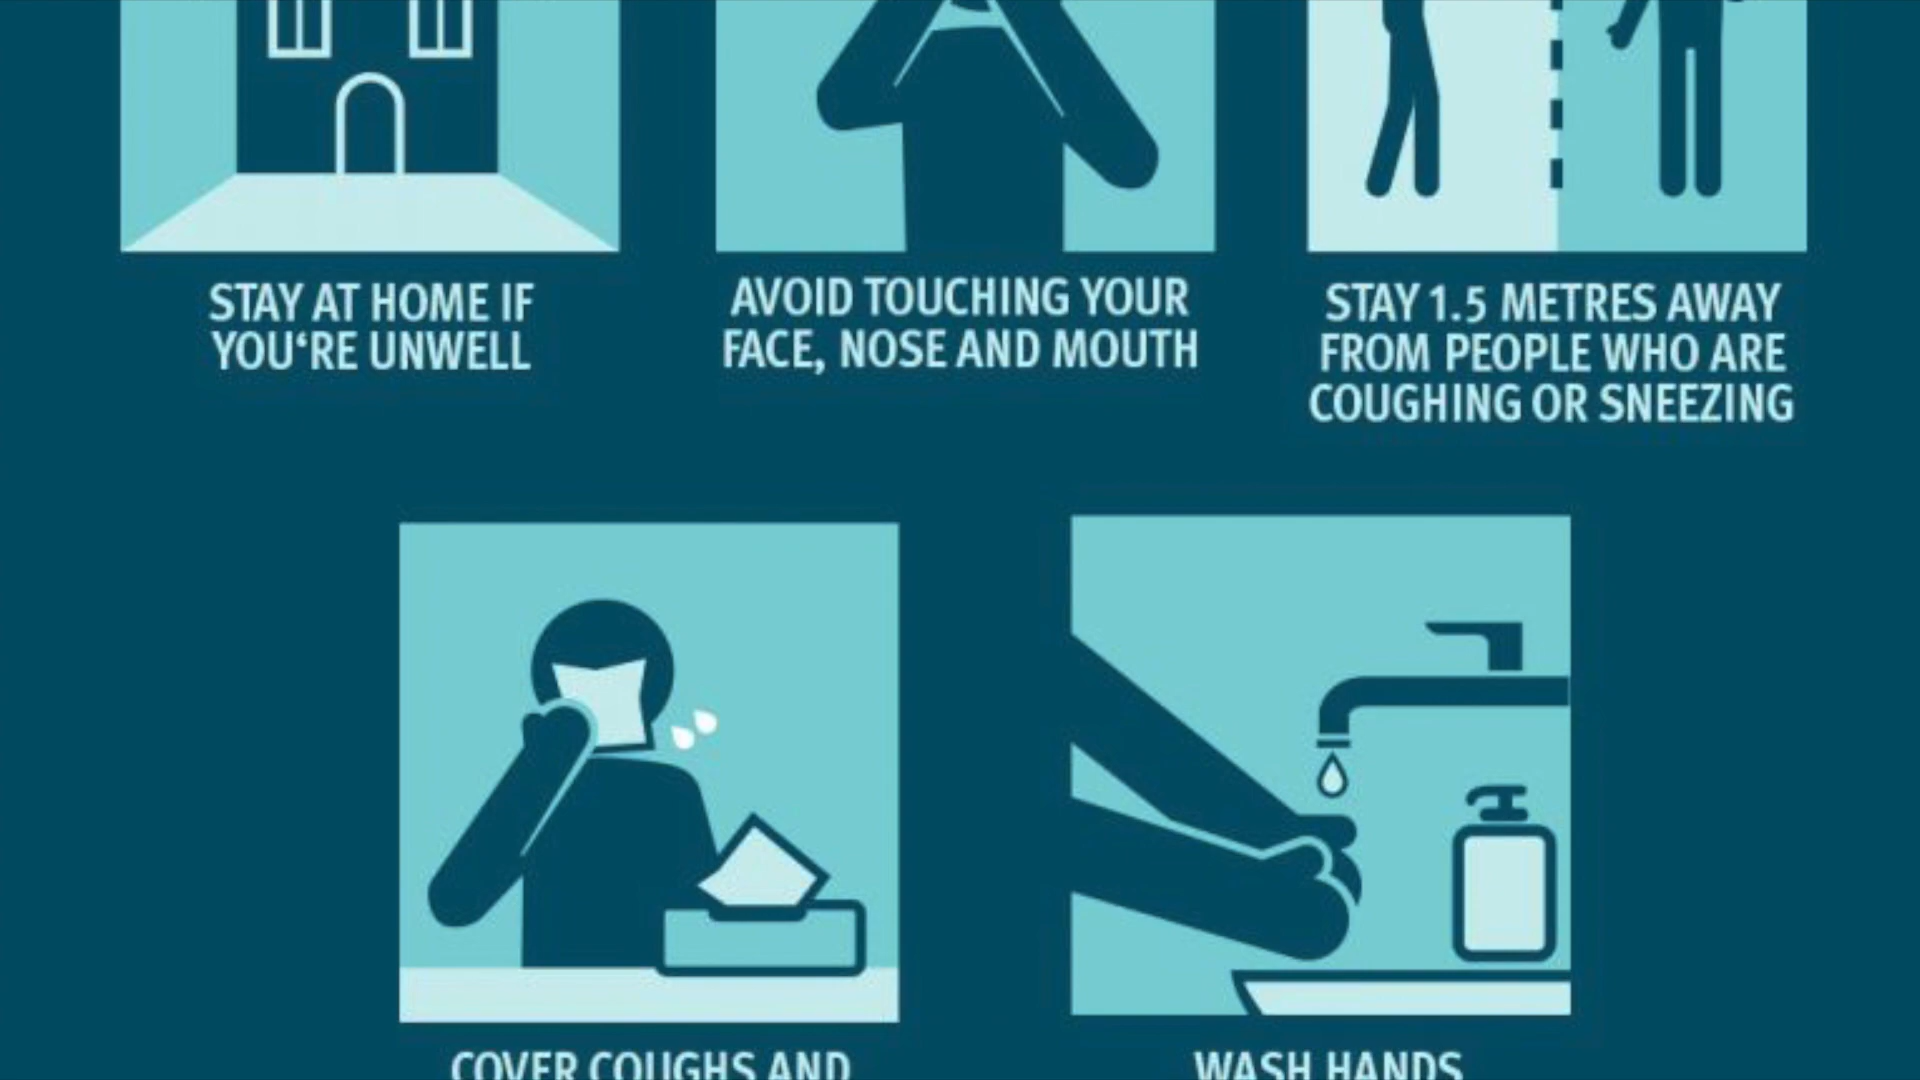 STAY AT HOME IF
YOU‘RE UNWELL
AVOID TOUCHING YOUR
FACE, NOSE AND MOUTH
STAY 1.5 METRES AWAY
FROM PEOPLE WHO ARE
COUGHING OR SNEEZING
COVER COUGHS AND
WASH HANDS